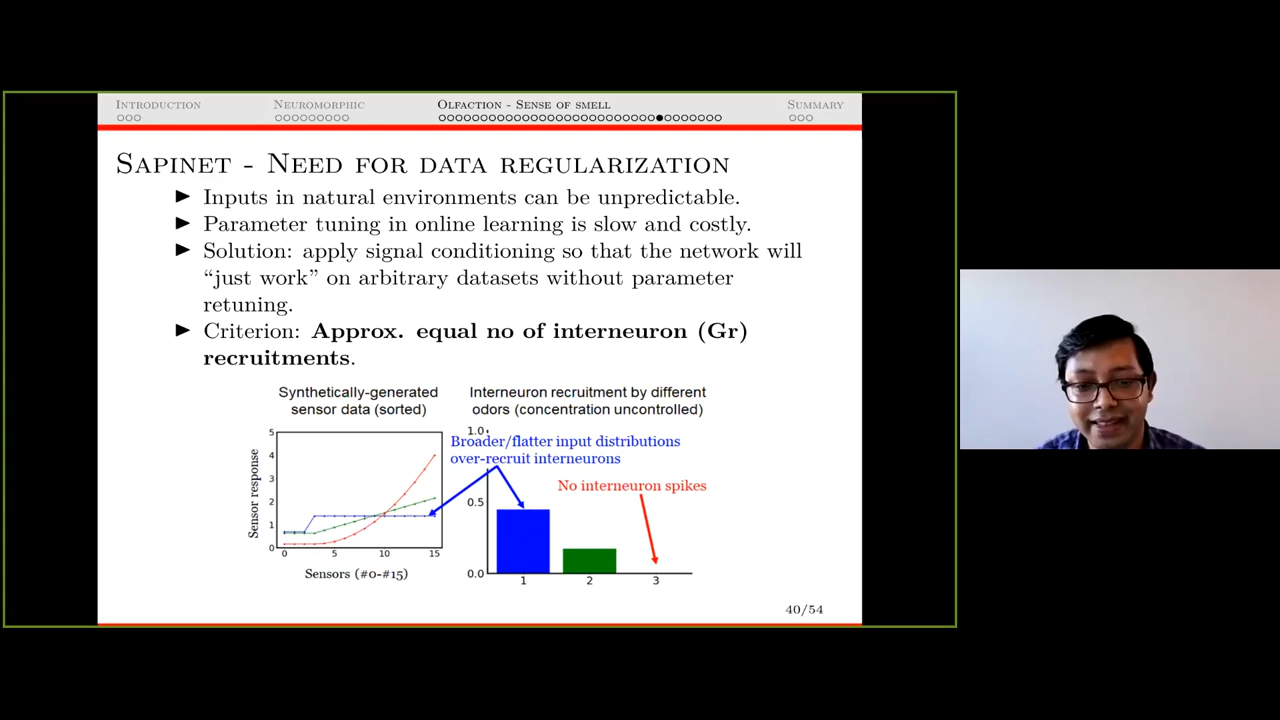 Introduction
Neuromorphic
Olfaction - Sense of smell
Summary
Sapinet - Need for data regularization
Inputs in natural environments can be unpredictable.
Parameter tuning in online learning is slow and costly.
Solution: apply signal conditioning so that the network will
“just work” on arbitrary datasets without parameter
retuning.
Criterion: Approx. equal no of interneuron (Gr)
recruitments.
Synthetically-generated
sensor data (sorted)
5
4
3
2
1
0
0
5
10
15
Sensor response
Sensors (#0-#15)
Interneuron recruitment by different
odors (concentration uncontrolled)
1.0
0.5
0.0
Broader/flatter input distributions
over-recruit interneurons
No interneuron spikes
1
2
3
40/54